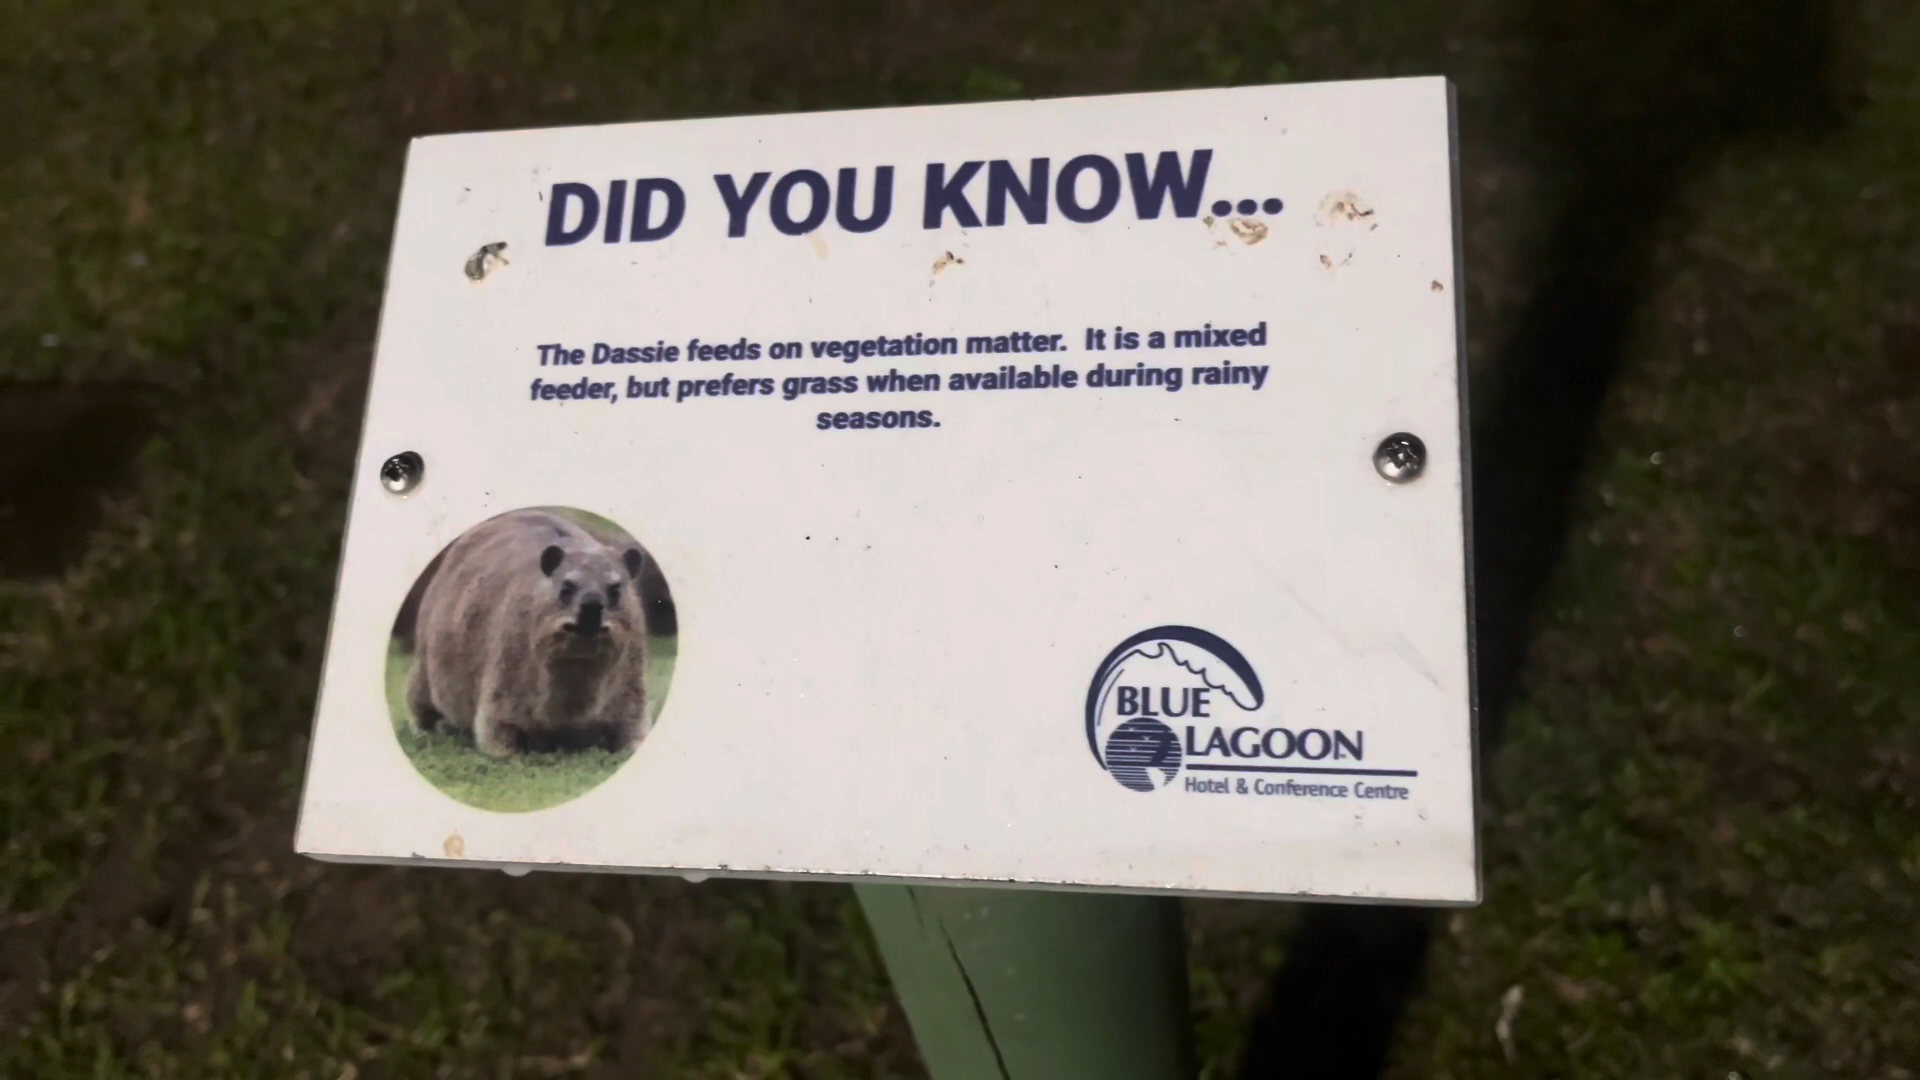 DID YOU KNOW...
The Dassie feeds on vegetation matter. It is a mixed
feeder, but prefers grass when available during rainy
seasons.
BLUE
LAGOON
Hotel & Conference Centre